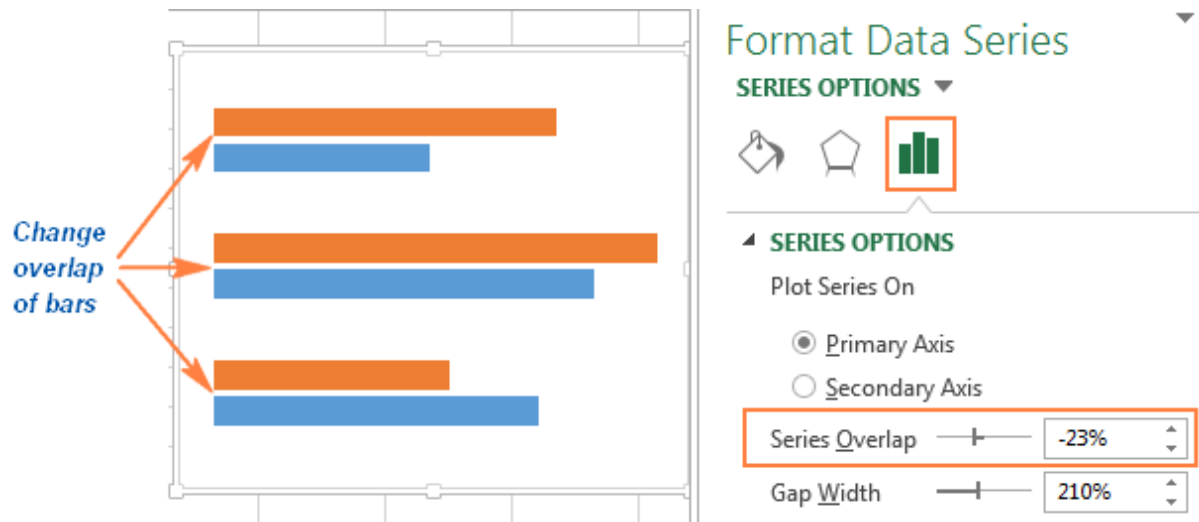 Change
overlap
of bars
Format Data Series
SERIES OPTIONS
SERIES OPTIONS
Plot Series On
Primary Axis
Secondary Axis
Series Overlap -23%
Gap Width 210%